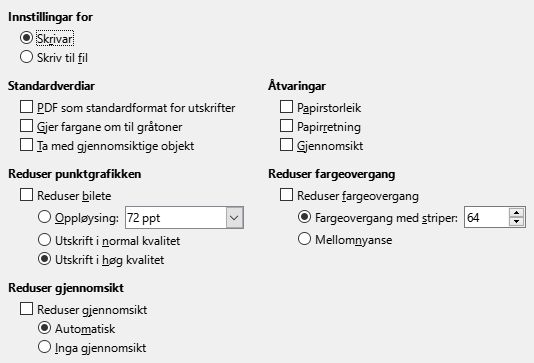 Innstillingar for
Skrivar
Skriv til fil
Standardverdiar
PDF som standardformat for utskrifter
Gjer fargane om til gråtoner
Ta med gjennomsiktige objekt
Åtvaringar
Papirstorleik
Papirretning
Gjennomsikt
Reduser punktgrafikken
Reduser bilete
Oppløysing: 72 ppt
Utskrift i normal kvalitet
Utskrift i høg kvalitet
Reduser fargeovergang
Reduser fargeovergang
Fargeovergang med striper: 64
Mellomnyanse
Reduser gjennomsikt
Reduser gjennomsikt
Automatisk
Inga gjennomsikt